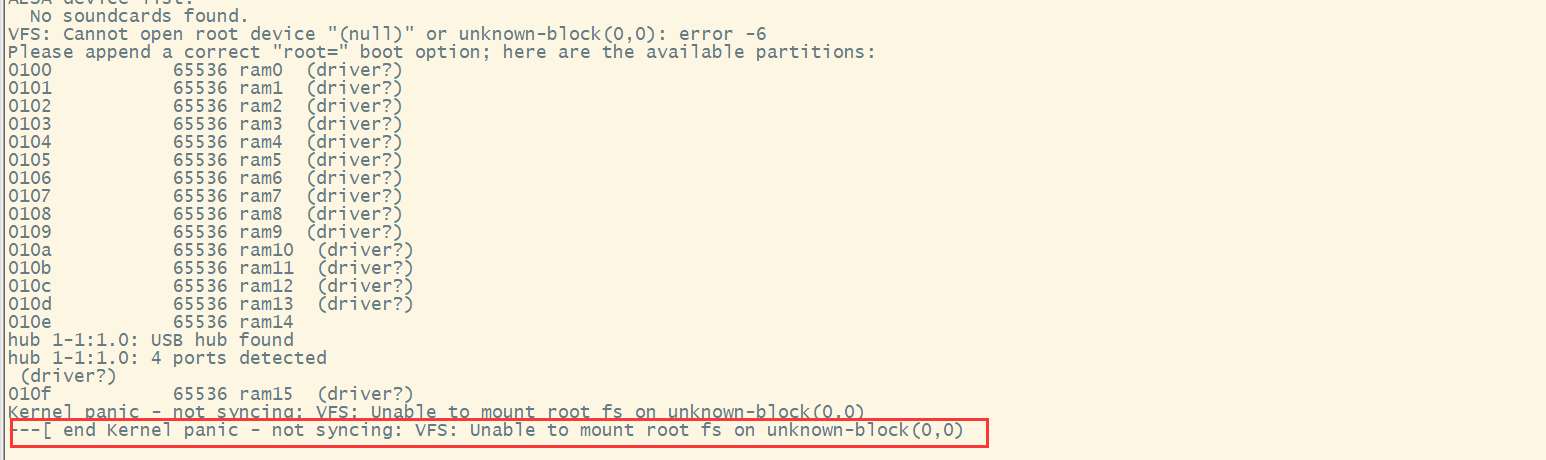 ALSA device list:
  No soundcards found.
VFS: Cannot open root device "(null)" or unknown-block(0,0): error -6
Please append a correct "root=" boot option; here are the available partitions:
0100           65536 ram0  (driver?)
0101           65536 ram1  (driver?)
0102           65536 ram2  (driver?)
0103           65536 ram3  (driver?)
0104           65536 ram4  (driver?)
0105           65536 ram5  (driver?)
0106           65536 ram6  (driver?)
0107           65536 ram7  (driver?)
0108           65536 ram8  (driver?)
0109           65536 ram9  (driver?)
010a           65536 ram10  (driver?)
010b           65536 ram11  (driver?)
010c           65536 ram12  (driver?)
010d           65536 ram13  (driver?)
010e           65536 ram14
hub 1-1:1.0: USB hub found
hub 1-1:1.0: 4 ports detected
 (driver?)
010f           65536 ram15  (driver?)
Kernel panic - not syncing: VFS: Unable to mount root fs on unknown-block(0,0)
---[ end Kernel panic - not syncing: VFS: Unable to mount root fs on unknown-block(0,0)